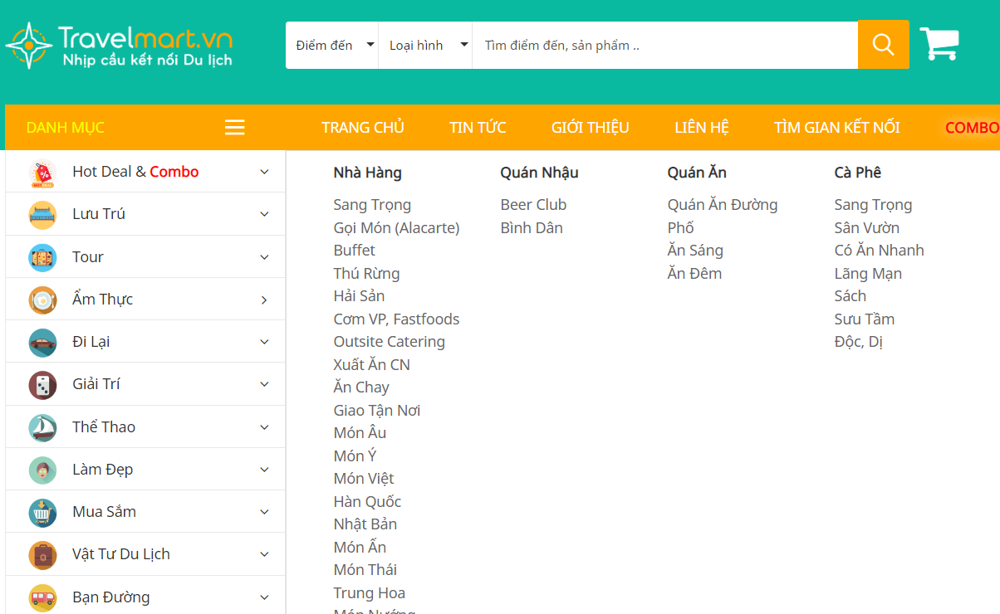 Travelmart.vn
Nhịp cầu kết nối Du lịch
Điểm đến
Loại hình
Tìm điểm đến, sản phẩm ..
DANH MỤC
TRANG CHỦ
TIN TỨC
GIỚI THIỆU
LIÊN HỆ
TÌM GIAN KẾT NỐI
COMBO
Hot Deal & Combo
Lưu Trú
Tour
Ẩm Thực
Đi Lại
Giải Trí
Thể Thao
Làm Đẹp
Mua Sắm
Vật Tư Du Lịch
Bạn Đường
Nhà Hàng
Sang Trọng
Gọi Món (Alacarte)
Buffet
Thú Rừng
Hải Sản
Cơm VP, Fastfoods
Outsite Catering
Xuất Ăn CN
Ăn Chay
Giao Tận Nơi
Món Âu
Món Ý
Món Việt
Hàn Quốc
Nhật Bản
Món Ấn
Món Thái
Trung Hoa
Món Nướng
Quán Nhậu
Beer Club
Bình Dân
Quán Ăn
Quán Ăn Đường
Phố
Ăn Sáng
Ăn Đêm
Cà Phê
Sang Trọng
Sân Vườn
Có Ăn Nhanh
Lãng Mạn
Sách
Sưu Tầm
Độc, Dị